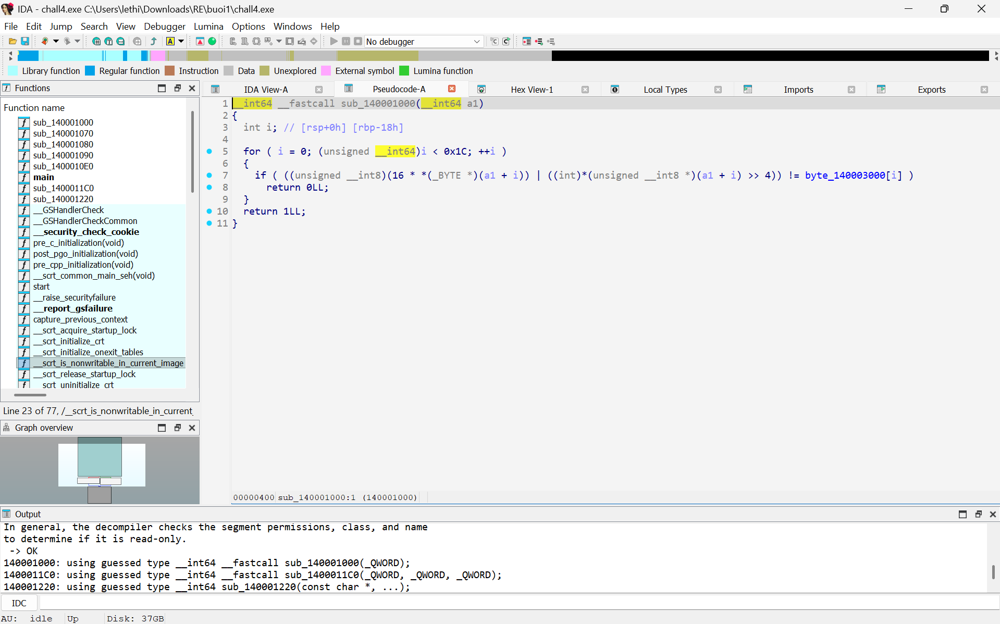 IDA - chall4.exe C:\Users\lethi\Downloads\RE\buoi1\chall4.exe
File Edit Jump Search View Debugger Lumina Options Windows Help
No debugger
Library function Regular function Instruction Data Unexplored External symbol Lumina function
Functions
Function name
sub_140001000
sub_140001070
sub_140001080
sub_140001090
sub_1400010E0
main
sub_1400011C0
sub_140001220
__GSHandlerCheck
__GSHandlerCheckCommon
__security_check_cookie
pre_c_initialization(void)
post_pgo_initialization(void)
pre_cpp_initialization(void)
__scrt_common_main_seh(void)
start
__raise_securityfailure
__report_gsfailure
capture_previous_context
__scrt_acquire_startup_lock
__scrt_initialize_crt
__scrt_initialize_onexit_tables
__scrt_is_nonwritable_in_current_image
__scrt_release_startup_lock
__scrt_uninitialize_crt
Line 23 of 77, /__scrt_is_nonwritable_in_current_
Graph overview
IDA View-A Pseudocode-A Hex View-1 Local Types Imports Exports
1 __int64 __fastcall sub_140001000(__int64 a1)
2 {
3 int i; // [rsp+0h] [rbp-18h]
4
5 for ( i = 0; (unsigned __int64)i < 0x1C; ++i )
6 {
7 if ( ((unsigned __int8)(16 * *(_BYTE *)(a1 + i)) | ((int)*(unsigned __int8 *)(a1 + i) >> 4)) != byte_140003000[i] )
8 return 0LL;
9 }
10 return 1LL;
11 }
00000400 sub_140001000:1 (140001000)
Output
In general, the decompiler checks the segment permissions, class, and name
to determine if it is read-only.
-> OK
140001000: using guessed type __int64 __fastcall sub_140001000(_QWORD);
1400011C0: using guessed type __int64 __fastcall sub_1400011C0(_QWORD, _QWORD, _QWORD);
140001220: using guessed type __int64 sub_140001220(const char *, ...);
IDC
AU: idle Up Disk: 37GB